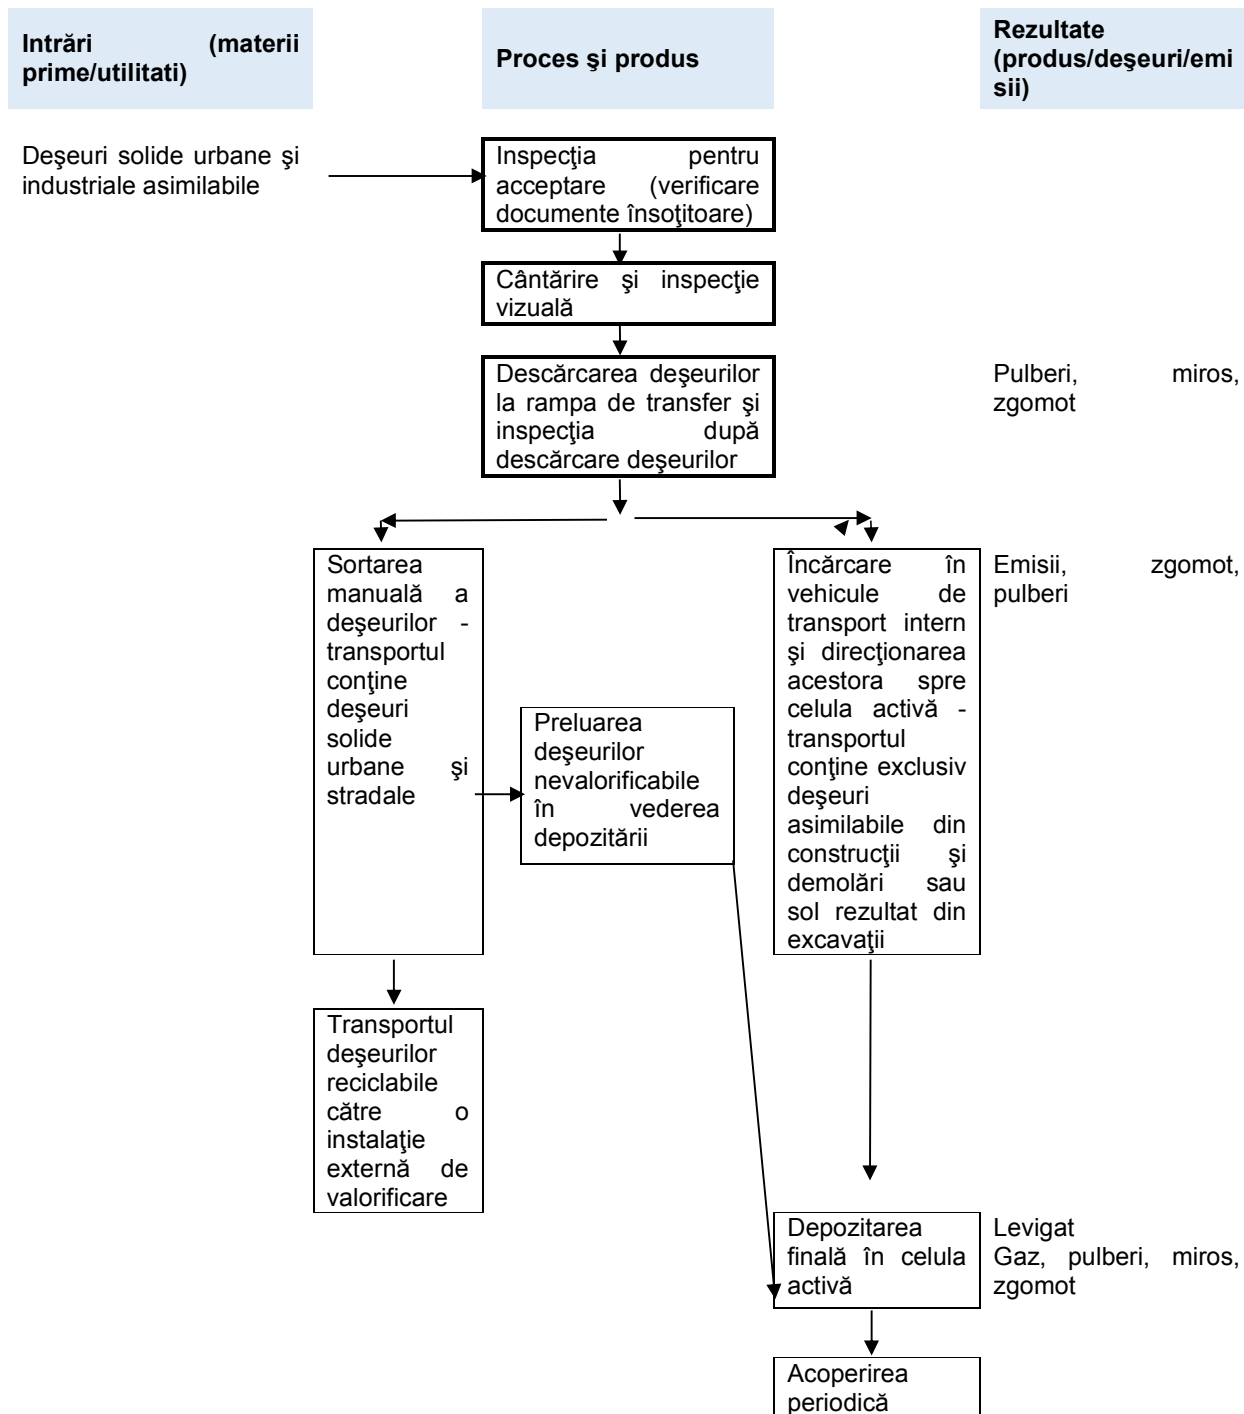 Intrări (materii
prime/utilitati)
Proces şi produs
Rezultate
(produs/deşeuri/emi
sii)
Deşeuri solide urbane şi
industriale asimilabile
Inspecţia pentru
acceptare (verificare
documente însoţitoare)
Cântărire şi inspecţie
vizuală
Descărcarea deşeurilor
la rampa de transfer şi
inspecţia după
descărcare deşeurilor
Pulberi, miros,
zgomot
Sortarea
manuală a
deşeurilor -
transportul
conţine
deşeuri
solide
urbane şi
stradale
Preluarea
deşeurilor
nevalorificabile
în vederea
depozitării
Încărcare în
vehicule de
transport intern
şi direcţionarea
acestora spre
celula activă -
transportul
conţine exclusiv
deşeuri
asimilabile din
construcţii şi
demolări sau
sol rezultat din
excavaţii
Emisii, zgomot,
pulberi
Transportul
deşeurilor
reciclabile
către o
instalaţie
externă de
valorificare
Depozitarea
finală în celula
activă
Levigat
Gaz, pulberi, miros,
zgomot
Acoperirea
periodică